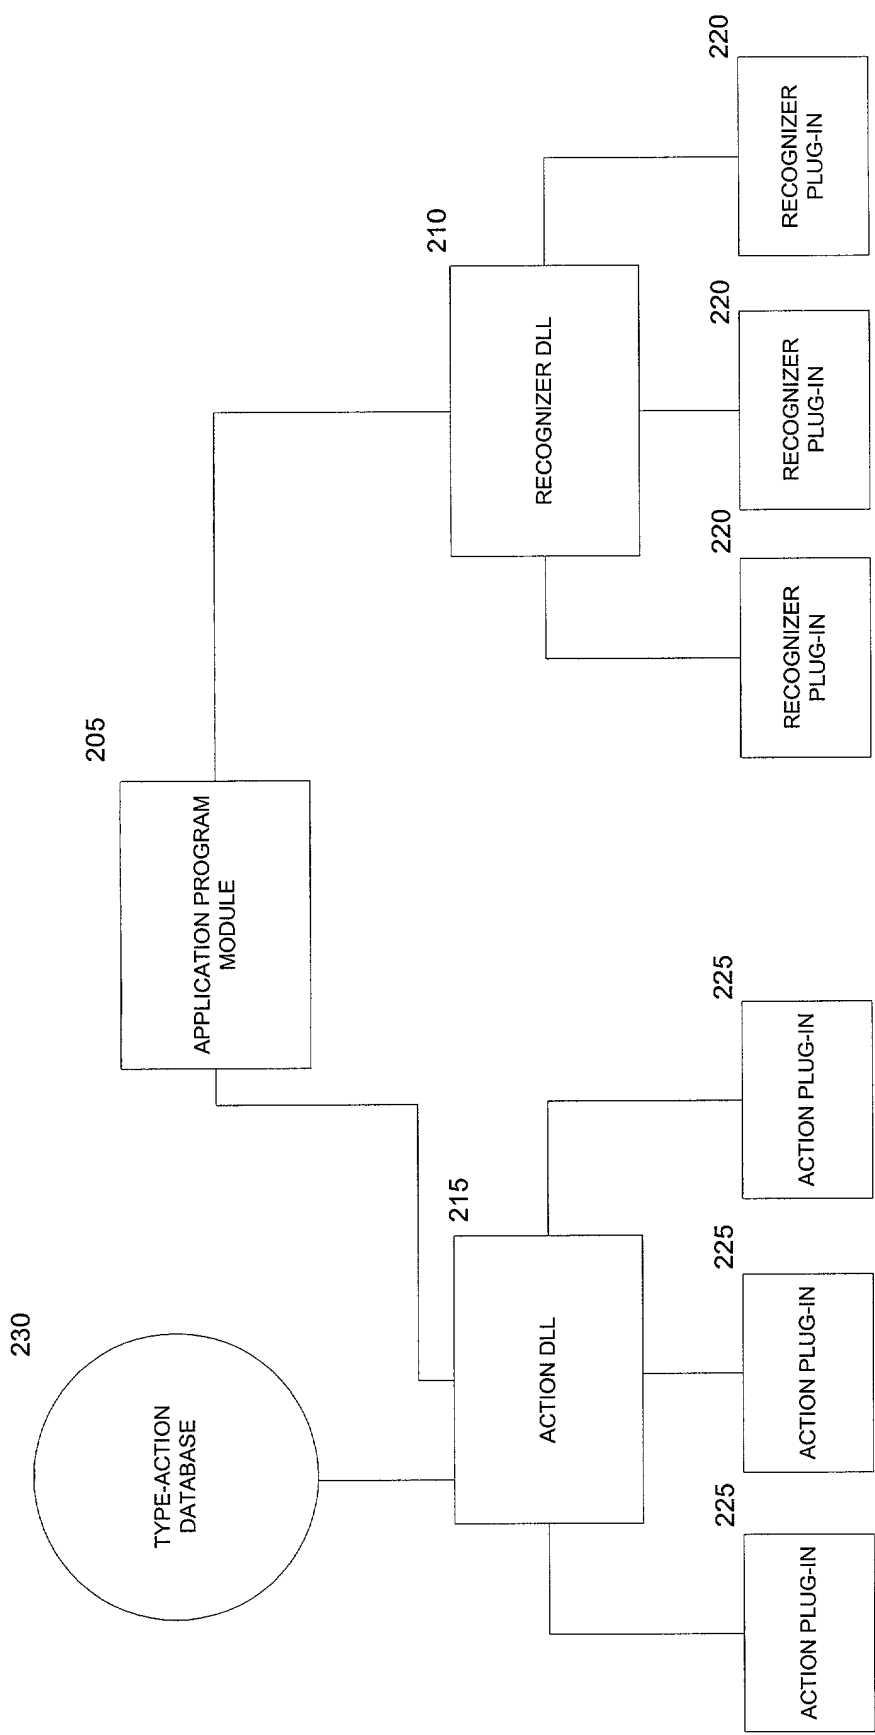 230
TYPE-ACTION
DATABASE
205
APPLICATION PROGRAM
MODULE
215
ACTION DLL
210
RECOGNIZER DLL
225
ACTION PLUG-IN
225
ACTION PLUG-IN
225
ACTION PLUG-IN
220
RECOGNIZER
PLUG-IN
220
RECOGNIZER
PLUG-IN
220
RECOGNIZER
PLUG-IN